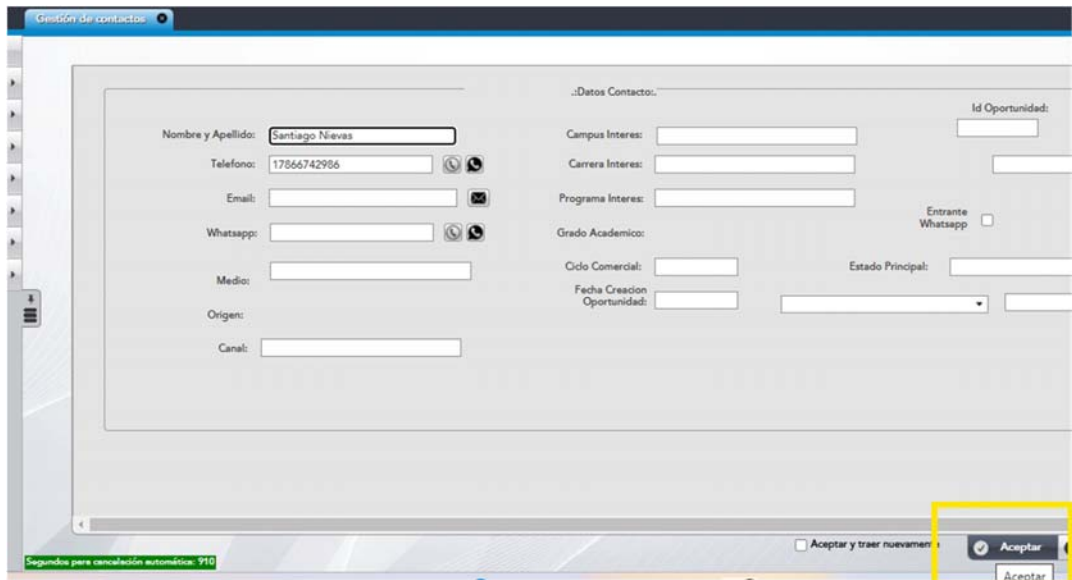 Gestión de contactos
.:Datos Contacto:.
Id Oportunidad:
Nombre y Apellido: Santiago Nievas
Campus Interes:
Telefono: 17866742986
Carrera Interes:
Email:
Programa Interes:
Entrante Whatsapp
Whatsapp:
Grado Academico:
Medio:
Ciclo Comercial:
Estado Principal:
Fecha Creacion
Oportunidad:
Origen:
Canal:
Aceptar y traer nuevamente
Aceptar
Segundos para cancelación automática: 910
Aceptar